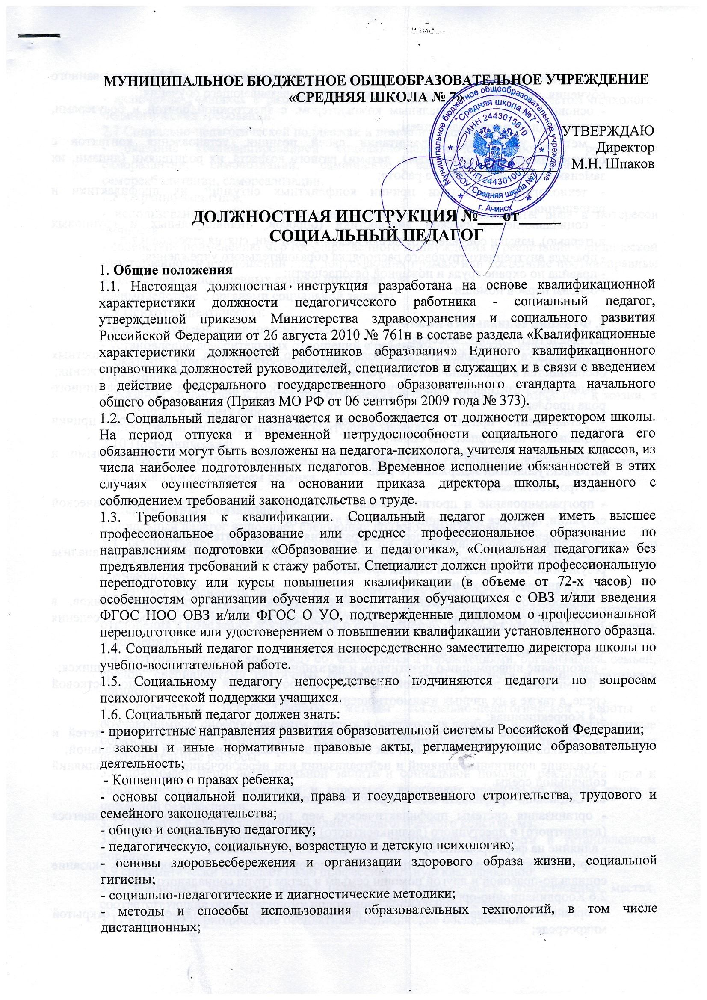 МУНИЦИПАЛЬНОЕ БЮДЖЕТНОЕ ОБЩЕОБРАЗОВАТЕЛЬНОЕ УЧРЕЖДЕНИЕ
«СРЕДНЯЯ ШКОЛА № 7»
Муниципальное бюджетное общеобразовательное учреждение
"Средняя школа №7"
ИНН 2443015610
КПП 244301001
МБОУ "Средняя школа №7"
г. Ачинск
УТВЕРЖДАЮ
Директор
М.Н. Шпаков
ДОЛЖНОСТНАЯ ИНСТРУКЦИЯ №___от_____
СОЦИАЛЬНЫЙ ПЕДАГОГ
1. Общие положения
1.1. Настоящая должностная инструкция разработана на основе квалификационной
характеристики должности педагогического работника - социальный педагог,
утвержденной приказом Министерства здравоохранения и социального развития
Российской Федерации от 26 августа 2010 № 761н в составе раздела «Квалификационные
характеристики должностей работников образования» Единого квалификационного
справочника должностей руководителей, специалистов и служащих и в связи с введением
в действие федерального государственного образовательного стандарта начального
общего образования (Приказ МО РФ от 06 сентября 2009 года № 373).
1.2. Социальный педагог назначается и освобождается от должности директором школы.
На период отпуска и временной нетрудоспособности социального педагога его
обязанности могут быть возложены на педагога-психолога, учителя начальных классов, из
числа наиболее подготовленных педагогов. Временное исполнение обязанностей в этих
случаях осуществляется на основании приказа директора школы, изданного с
соблюдением требований законодательства о труде.
1.3. Требования к квалификации. Социальный педагог должен иметь высшее
профессиональное образование или среднее профессиональное образование по
направлениям подготовки «Образование и педагогика», «Социальная педагогика» без
предъявления требований к стажу работы. Специалист должен пройти профессиональную
переподготовку или курсы повышения квалификации (в объеме от 72-х часов) по
особенностям организации обучения и воспитания обучающихся с ОВЗ и/или введения
ФГОС НОО ОВЗ и/или ФГОС О УО, подтвержденные дипломом о профессиональной
переподготовке или удостоверением о повышении квалификации установленного образца.
1.4. Социальный педагог подчиняется непосредственно заместителю директора школы по
учебно-воспитательной работе.
1.5. Социальному педагогу непосредственно подчиняются педагоги по вопросам
психологической поддержки учащихся.
1.6. Социальный педагог должен знать:
- приоритетные направления развития образовательной системы Российской Федерации;
- законы и иные нормативные правовые акты, регламентирующие образовательную
деятельность;
- Конвенцию о правах ребенка;
- основы социальной политики, права и государственного строительства, трудового и
семейного законодательства;
- общую и социальную педагогику;
- педагогическую, социальную, возрастную и детскую психологию;
- основы здоровьесбережения и организации здорового образа жизни, социальной
гигиены;
- социально-педагогические и диагностические методики;
- методы и способы использования образовательных технологий, в том числе
дистанционных;